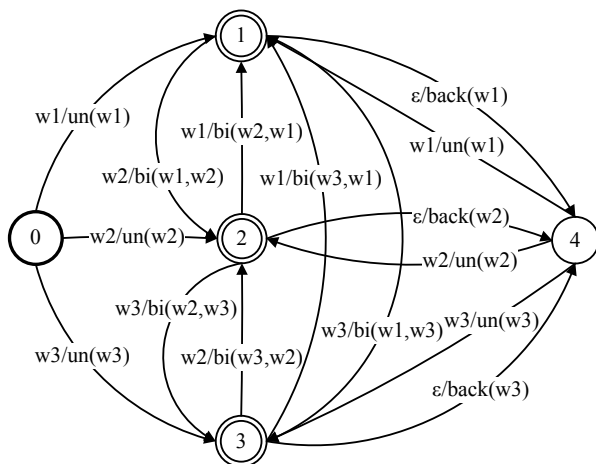 1
ε/back(w1)
w1/un(w1)
w1/bi(w2,w1)
w1/un(w1)
w2/bi(w1,w2)
w1/bi(w3,w1)
ε/back(w2)
0
w2/un(w2)
2
4
w2/un(w2)
w3/bi(w2,w3)
w3/bi(w1,w3)
w3/un(w3)
w3/un(w3)
w2/bi(w3,w2)
ε/back(w3)
3